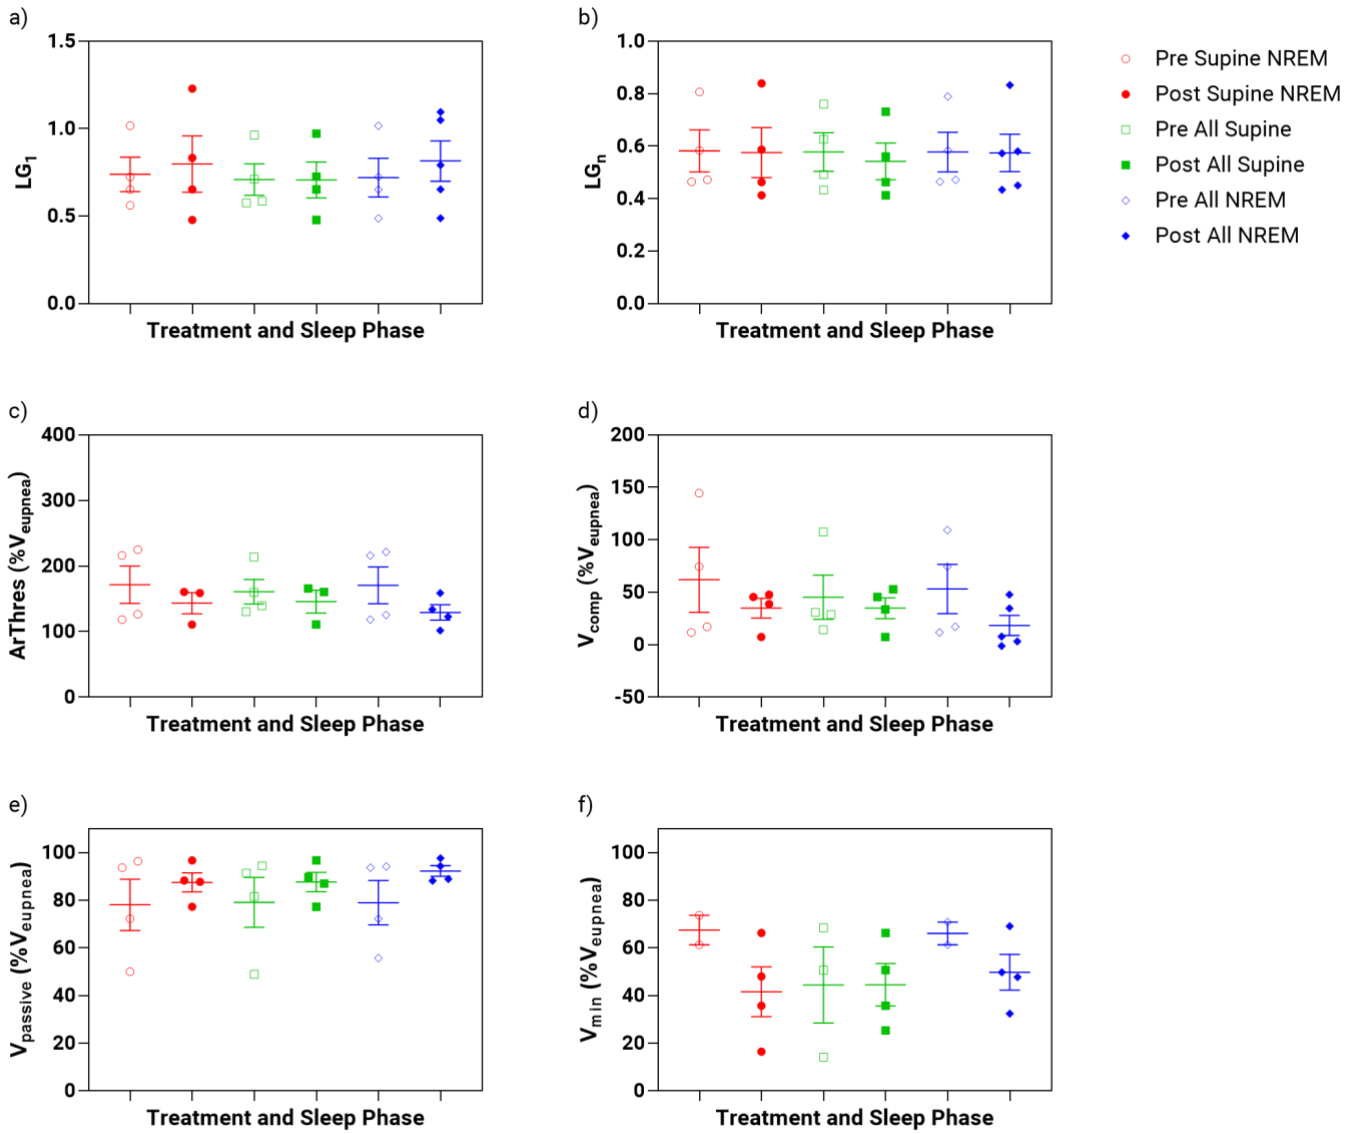 a)
1.5
1.0
0.5
0.0
LG1
Treatment and Sleep Phase
b)
1.0
0.8
0.6
0.4
0.2
0.0
LGn
Treatment and Sleep Phase
Pre Supine NREM
Post Supine NREM
Pre All Supine
Post All Supine
Pre All NREM
Post All NREM
c)
400
300
200
100
0
ArThres (%Veupnea)
Treatment and Sleep Phase
d)
200
150
100
50
0
-50
Vcomp (%Veupnea)
Treatment and Sleep Phase
e)
100
80
60
40
20
0
Vpassive (%Veupnea)
Treatment and Sleep Phase
f)
100
80
60
40
20
0
Vmin (%Veupnea)
Treatment and Sleep Phase